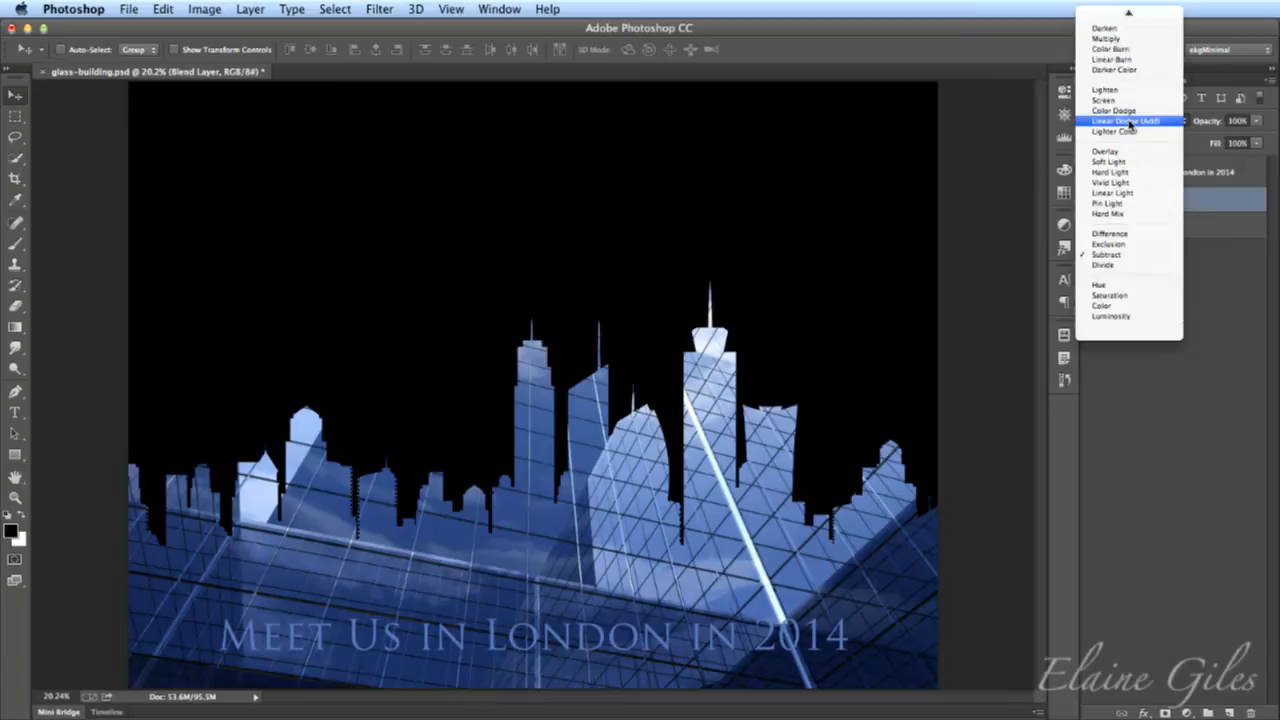 Photoshop File Edit Image Layer Type Select Filter 3D View Window Help
Adobe Photoshop CC
Auto-Select: Group Show Transform Controls 3D Mode: ekgMinimal
× glass-building.psd @ 20.2% (Blend Layer, RGB/8#) *
Darken
Multiply
Color Burn
Linear Burn
Darker Color
Lighten
Screen
Color Dodge
Linear Dodge (Add) Opacity: 100%
Lighter Color
Fill: 100%
Overlay
Soft Light
Hard Light London in 2014
Vivid Light
Linear Light
Pin Light
Hard Mix
Difference
Exclusion
✓ Subtract
Divide
Hue
Saturation
Color
Luminosity
Meet Us in London in 2014
Elaine Giles
20.24% Doc: 53.6M/95.5M
Mini Bridge Timeline